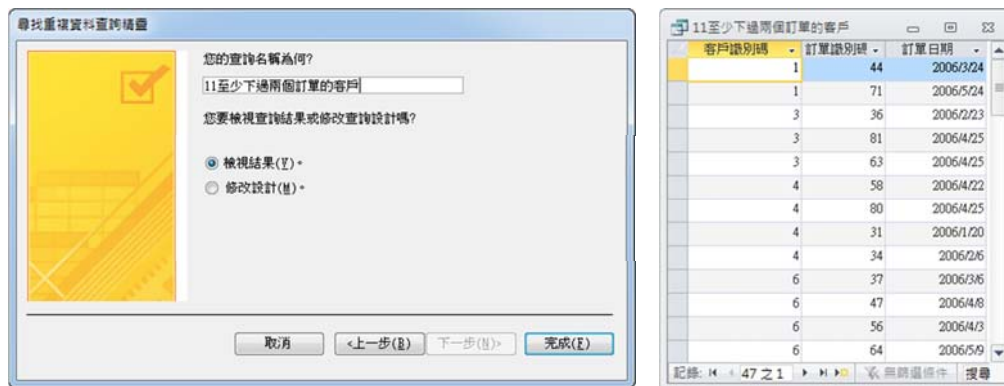 尋找重複資料查詢精靈
您的查詢名稱為何?
11至少下過兩個訂單的客戶
您要檢視查詢結果或修改查詢設計嗎?
檢視結果(V)。
修改設計(M)。
取消
<上一步(B)
下一步(N)>
完成(F)
11至少下過兩個訂單的客戶
客戶識別碼 訂單識別碼 訂單日期
1 44 2006/3/24
1 71 2006/5/24
3 36 2006/2/23
3 81 2006/4/25
3 63 2006/4/25
4 58 2006/4/22
4 80 2006/4/25
4 31 2006/1/20
4 34 2006/2/6
6 37 2006/3/6
6 47 2006/4/8
6 56 2006/4/3
6 64 2006/5/9
記錄: 47 之 1 無篩選條件 搜尋